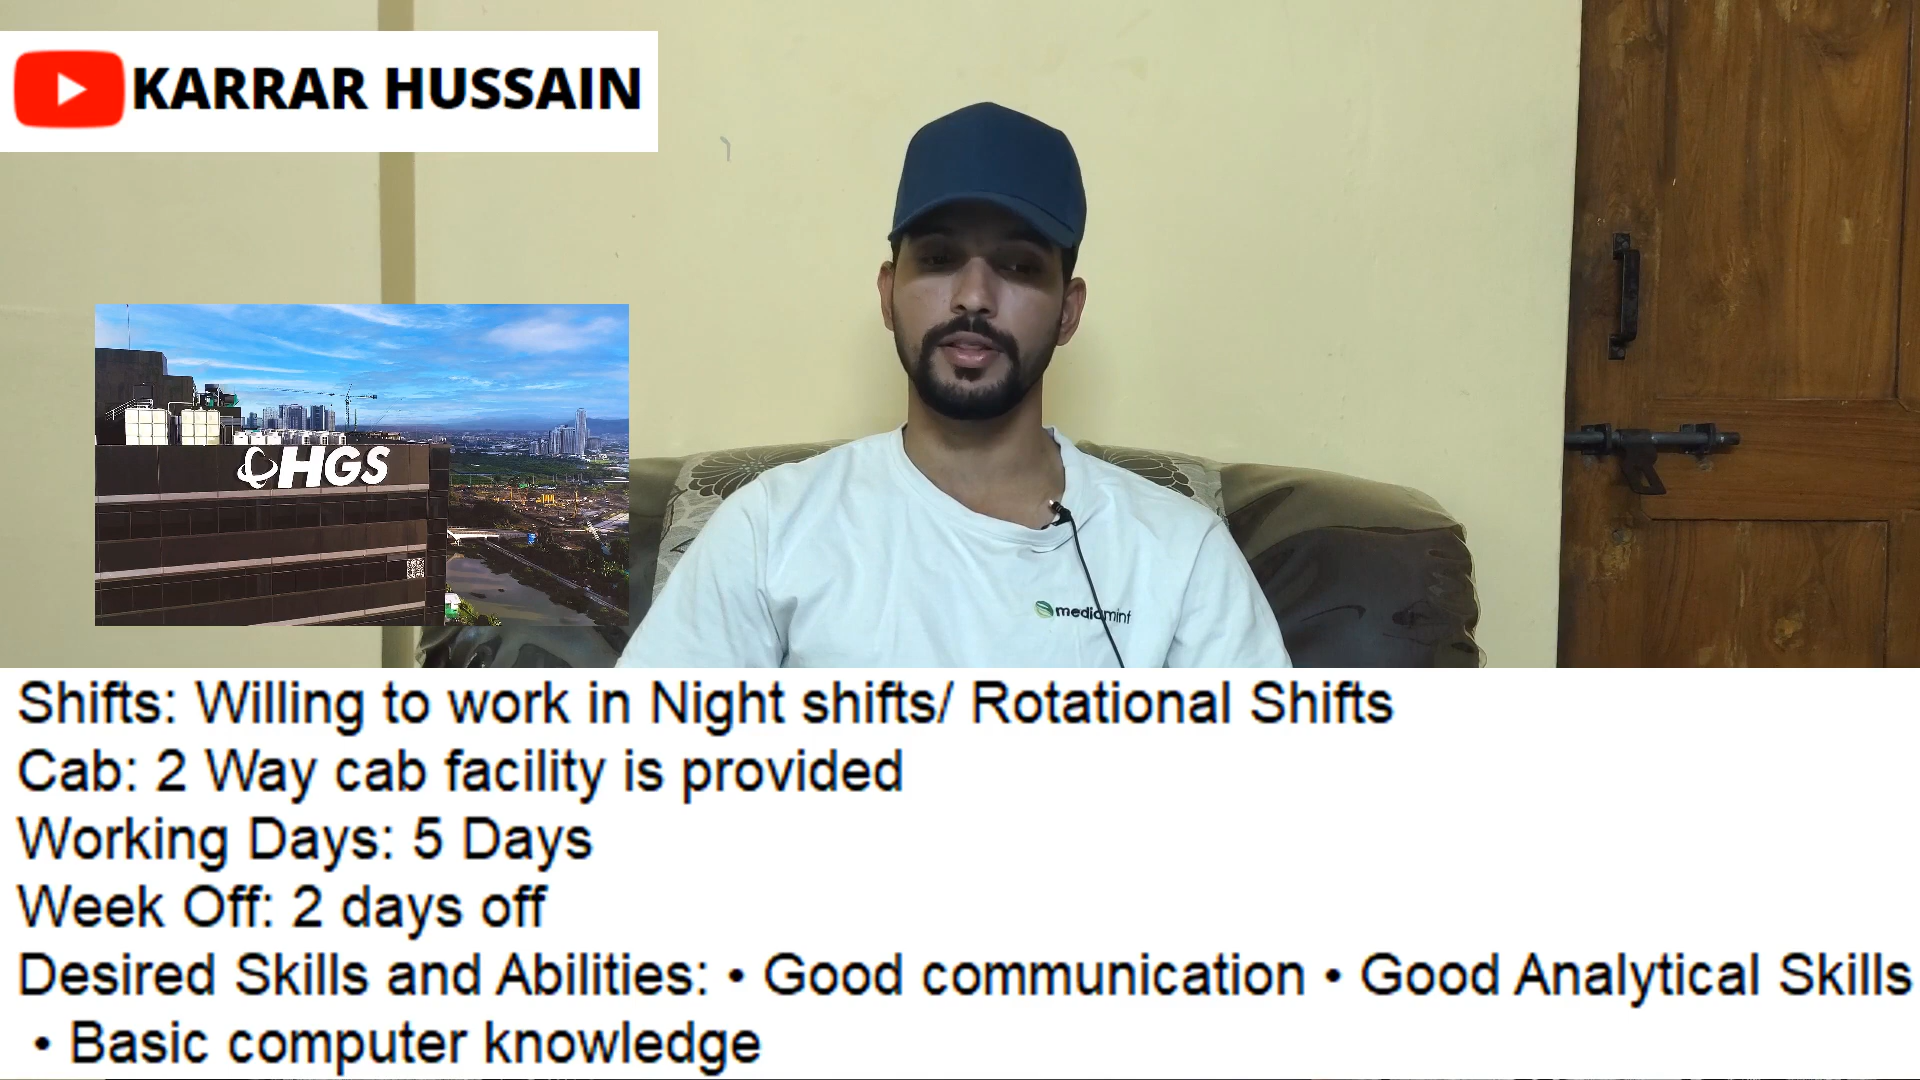 KARRAR HUSSAIN
HGS
mediamint
Shifts: Willing to work in Night shifts/ Rotational Shifts
Cab: 2 Way cab facility is provided
Working Days: 5 Days
Week Off: 2 days off
Desired Skills and Abilities: • Good communication • Good Analytical Skills
• Basic computer knowledge